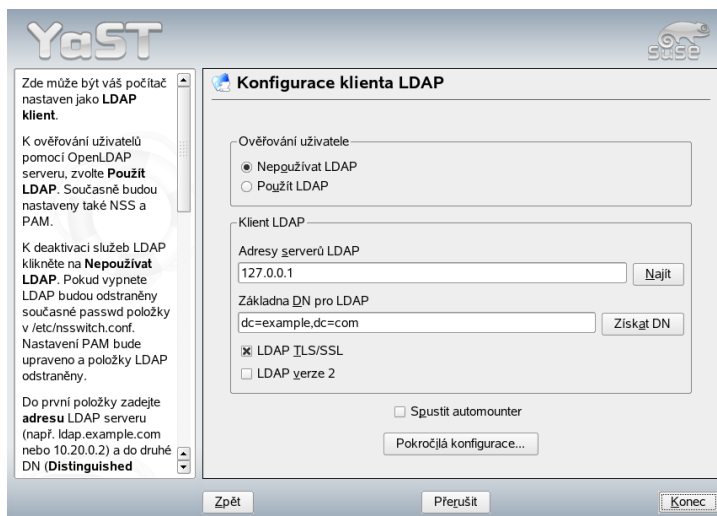 YaST
SUSE
Zde může být váš počítač
nastaven jako LDAP
klient.
K ověřování uživatelů
pomocí OpenLDAP
serveru, zvolte Použít
LDAP. Současně budou
nastaveny také NSS a
PAM.
K deaktivaci služeb LDAP
klikněte na Nepoužívat
LDAP. Pokud vypnete
LDAP budou odstraněny
současné passwd položky
v /etc/nsswitch.conf.
Nastavení PAM bude
upraveno a položky LDAP
odstraněny.
Do první položky zadejte
adresu LDAP serveru
(např. ldap.example.com
nebo 10.20.0.2) a do druhé
DN (Distinguished
Konfigurace klienta LDAP
Ověřování uživatele
Nepoužívat LDAP
Použít LDAP
Klient LDAP
Adresy serverů LDAP
127.0.0.1
Najít
Základna DN pro LDAP
dc=example,dc=com
Získat DN
LDAP TLS/SSL
LDAP verze 2
Spustit automounter
Pokročilá konfigurace...
Zpět
Přerušit
Konec